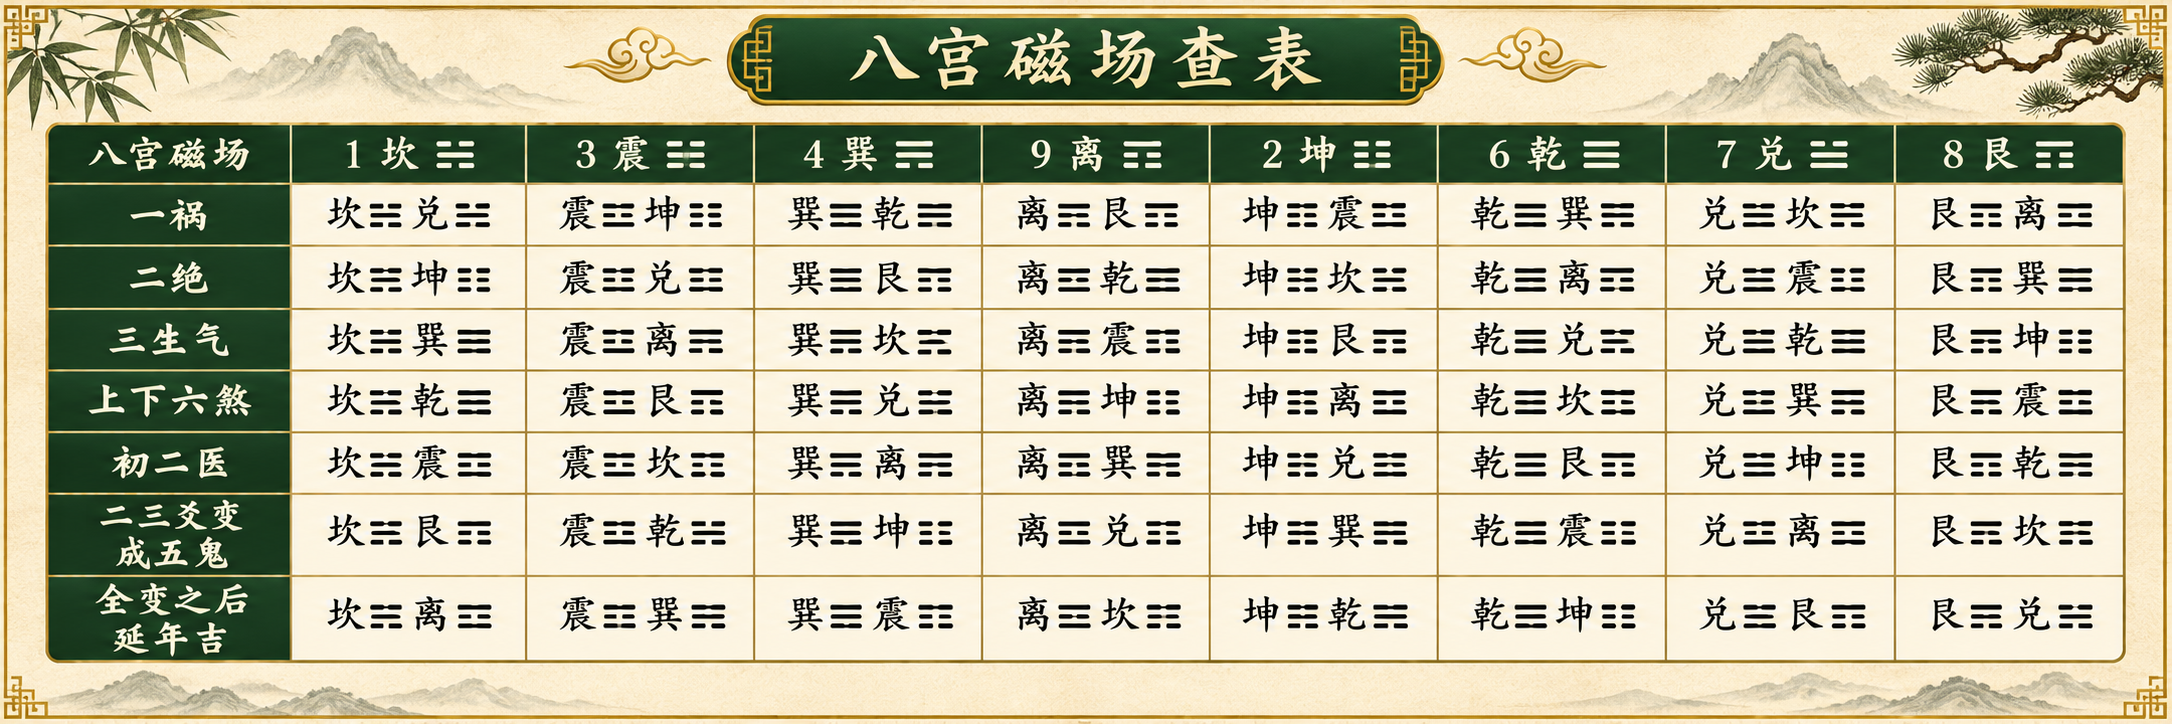 八宫磁场查表
八宫磁场 1 坎 ☵ 3 震 ☳ 4 巽 ☴ 9 离 ☲ 2 坤 ☷ 6 乾 ☰ 7 兑 ☱ 8 艮 ☶
一祸 坎兑 震坤 巽乾 离艮 坤震 乾巽 兑坎 艮离
二绝 坎坤 震兑 巽艮 离乾 坤坎 乾离 兑震 艮巽
三生气 坎巽 震离 巽坎 离震 坤艮 乾兑 兑乾 艮坤
上下六煞 坎乾 震艮 巽兑 离坤 坤离 乾坎 兑巽 艮震
初二医 坎震 震坎 巽离 离巽 坤兑 乾艮 兑坤 艮乾
二三爻变
成五鬼 坎艮 震乾 巽坤 离兑 坤巽 乾震 兑离 艮坎
全变之后
延年吉 坎离 震巽 巽震 离坎 坤乾 乾坤 兑艮 艮兑